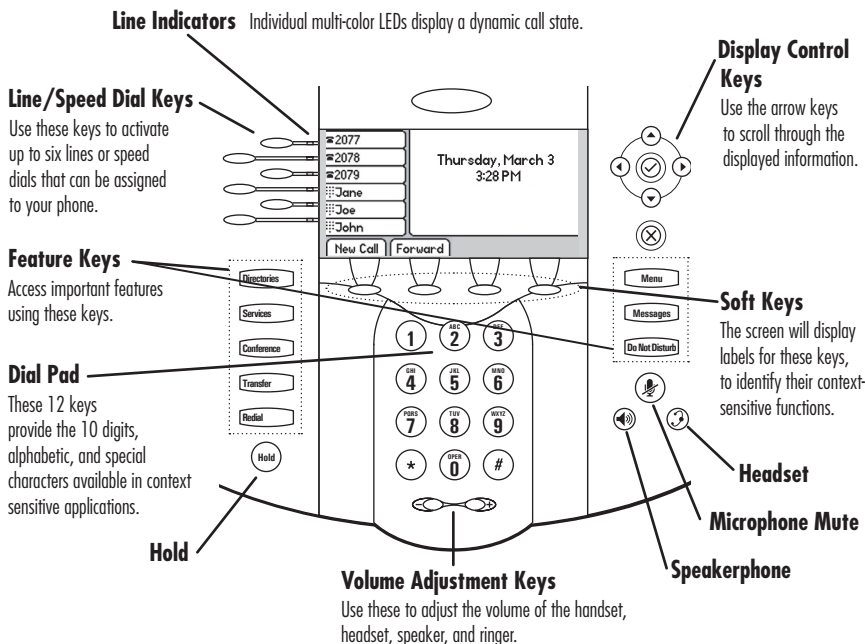 Line Indicators Individual multi-color LEDs display a dynamic call state.
Line/Speed Dial Keys
Use these keys to activate
up to six lines or speed
dials that can be assigned
to your phone.
Feature Keys
Access important features
using these keys.
Dial Pad
These 12 keys
provide the 10 digits,
alphabetic, and special
characters available in context
sensitive applications.
Hold
2077
2078
2079
Jane
Joe
John
Thursday, March 3
3:28 PM
New Call Forward
Directories
Services
Conference
Transfer
Redial
Hold
1
ABC
2
DEF
3
GHI
4
JKL
5
MNO
6
PQRS
7
TUV
8
WXYZ
9
*
OPER
0
#
- +
Volume Adjustment Keys
Use these to adjust the volume of the handset,
headset, speaker, and ringer.
Display Control
Keys
Use the arrow keys
to scroll through the
displayed information.
Menu
Messages
Do Not Disturb
Soft Keys
The screen will display
labels for these keys,
to identify their context-
sensitive functions.
Headset
Microphone Mute
Speakerphone